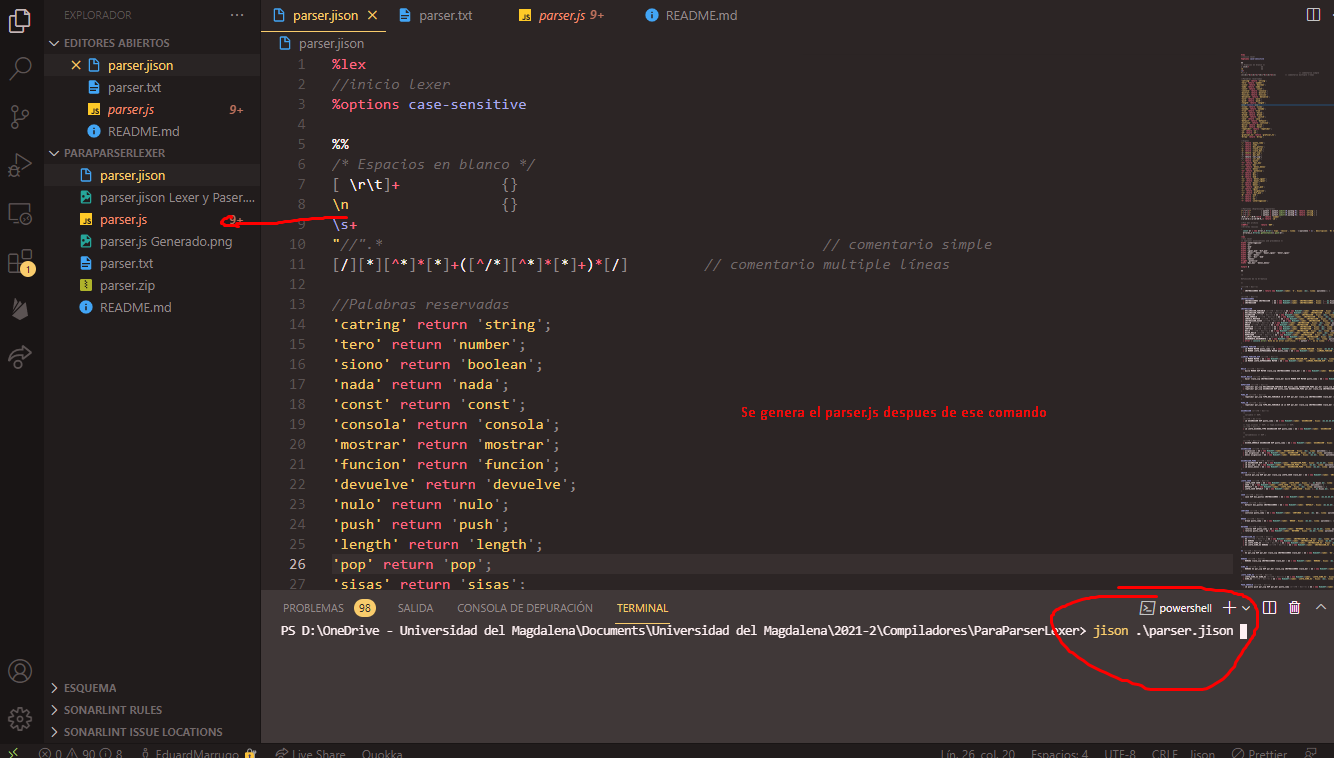 EXPLORADOR
EDITORES ABIERTOS
parser.jison
parser.txt
parser.js 9+
README.md
PARAPARSERLEXER
parser.jison
parser.jison Lexer y Paser....
parser.js 9+
parser.js Generado.png
parser.txt
parser.zip
README.md
1
ESQUEMA
SONARLINT RULES
SONARLINT ISSUE LOCATIONS
parser.jison
parser.txt
parser.js 9+
README.md
parser.jison
1 %lex
2 //inicio lexer
3 %options case-sensitive
4
5 %%
6 /* Espacios en blanco */
7 [ \r\t]+ {}
8 \n {}
9 \s+
10 "//".* // comentario simple
11 [/][*][^*]*[*]+([^/*][^*]*[*]+)*[/] // comentario multiple líneas
12
13 //Palabras reservadas
14 'catring' return 'string';
15 'tero' return 'number';
16 'siono' return 'boolean';
17 'nada' return 'nada';
18 'const' return 'const';
19 'consola' return 'consola';
20 'mostrar' return 'mostrar';
21 'funcion' return 'funcion';
22 'devuelve' return 'devuelve';
23 'nulo' return 'nulo';
24 'push' return 'push';
25 'length' return 'length';
26 'pop' return 'pop';
27 'sisas' return 'sisas';
Se genera el parser.js despues de ese comando
PROBLEMAS 98 SALIDA CONSOLA DE DEPURACIÓN TERMINAL
powershell
PS D:\OneDrive - Universidad del Magdalena\Documents\Universidad del Magdalena\2021-2\Compiladores\ParaParserLexer> jison .\parser.jison
0 90 8 EduardMarrugo Live Share Quokka
Lín. 26, col. 20 Espacios: 4 UTF-8 CRLF Jison Prettier